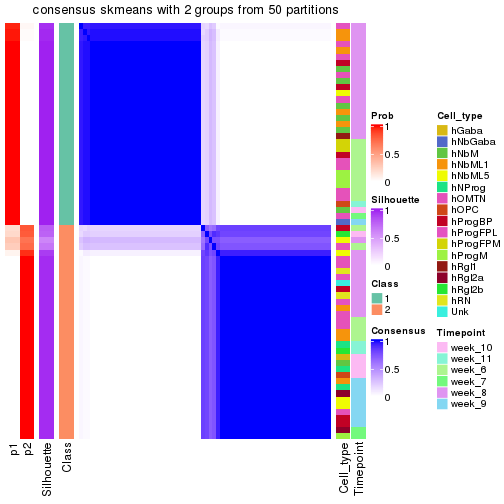 consensus skmeans with 2 groups from 50 partitions
Prob
1
0.5
0
Silhouette
1
0.5
0
Class
1
2
Consensus
1
0.5
0
Cell_type
hGaba
hNbGaba
hNbM
hNbML1
hNbML5
hNProg
hOMTN
hOPC
hProgBP
hProgFPL
hProgFPM
hProgM
hRgl1
hRgl2a
hRgl2b
hRN
Unk
Timepoint
week_10
week_11
week_6
week_7
week_8
week_9
p1
p2
Silhouette
Class
Cell_type
Timepoint